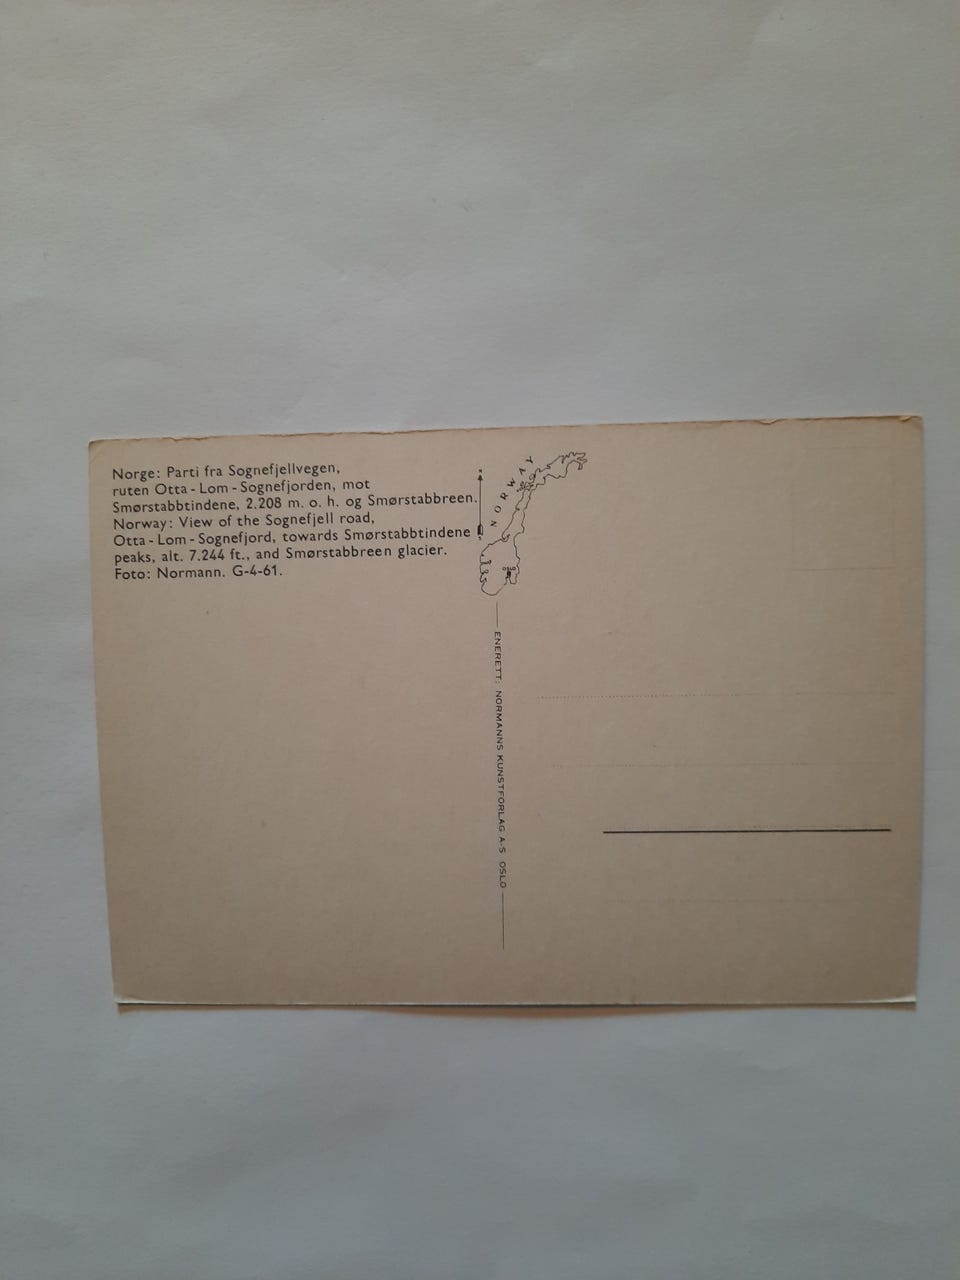 Norge: Parti fra Sognefjellvegen,
ruten Otta - Lom - Sognefjorden, mot
Smørstabbtindene, 2.208 m. o. h. og Smørstabbreen.
Norway: View of the Sognefjell road,
Otta - Lom - Sognefjord, towards Smørstabbtindene
peaks, alt. 7.244 ft., and Smørstabbreen glacier.
Foto: Normann. G-4-61.
NORWAY
OSLO
ENERETT: NORMANNS KUNSTFORLAG A-S OSLO